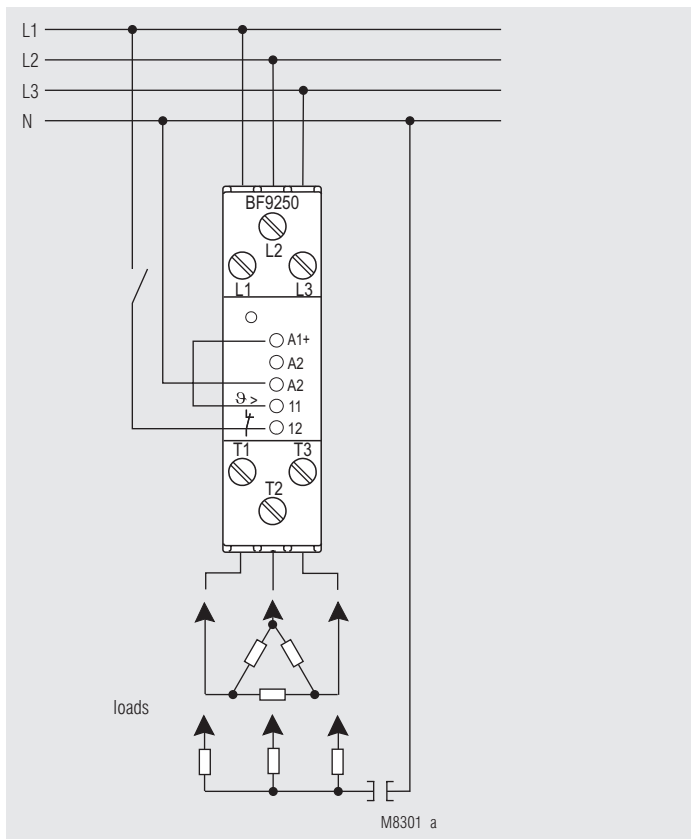 L1
L2
L3
N
BF9250
L2
L1 L3
A1+
A2
A2
ϑ> 11
12
T1 T3
T2
loads
M8301 a